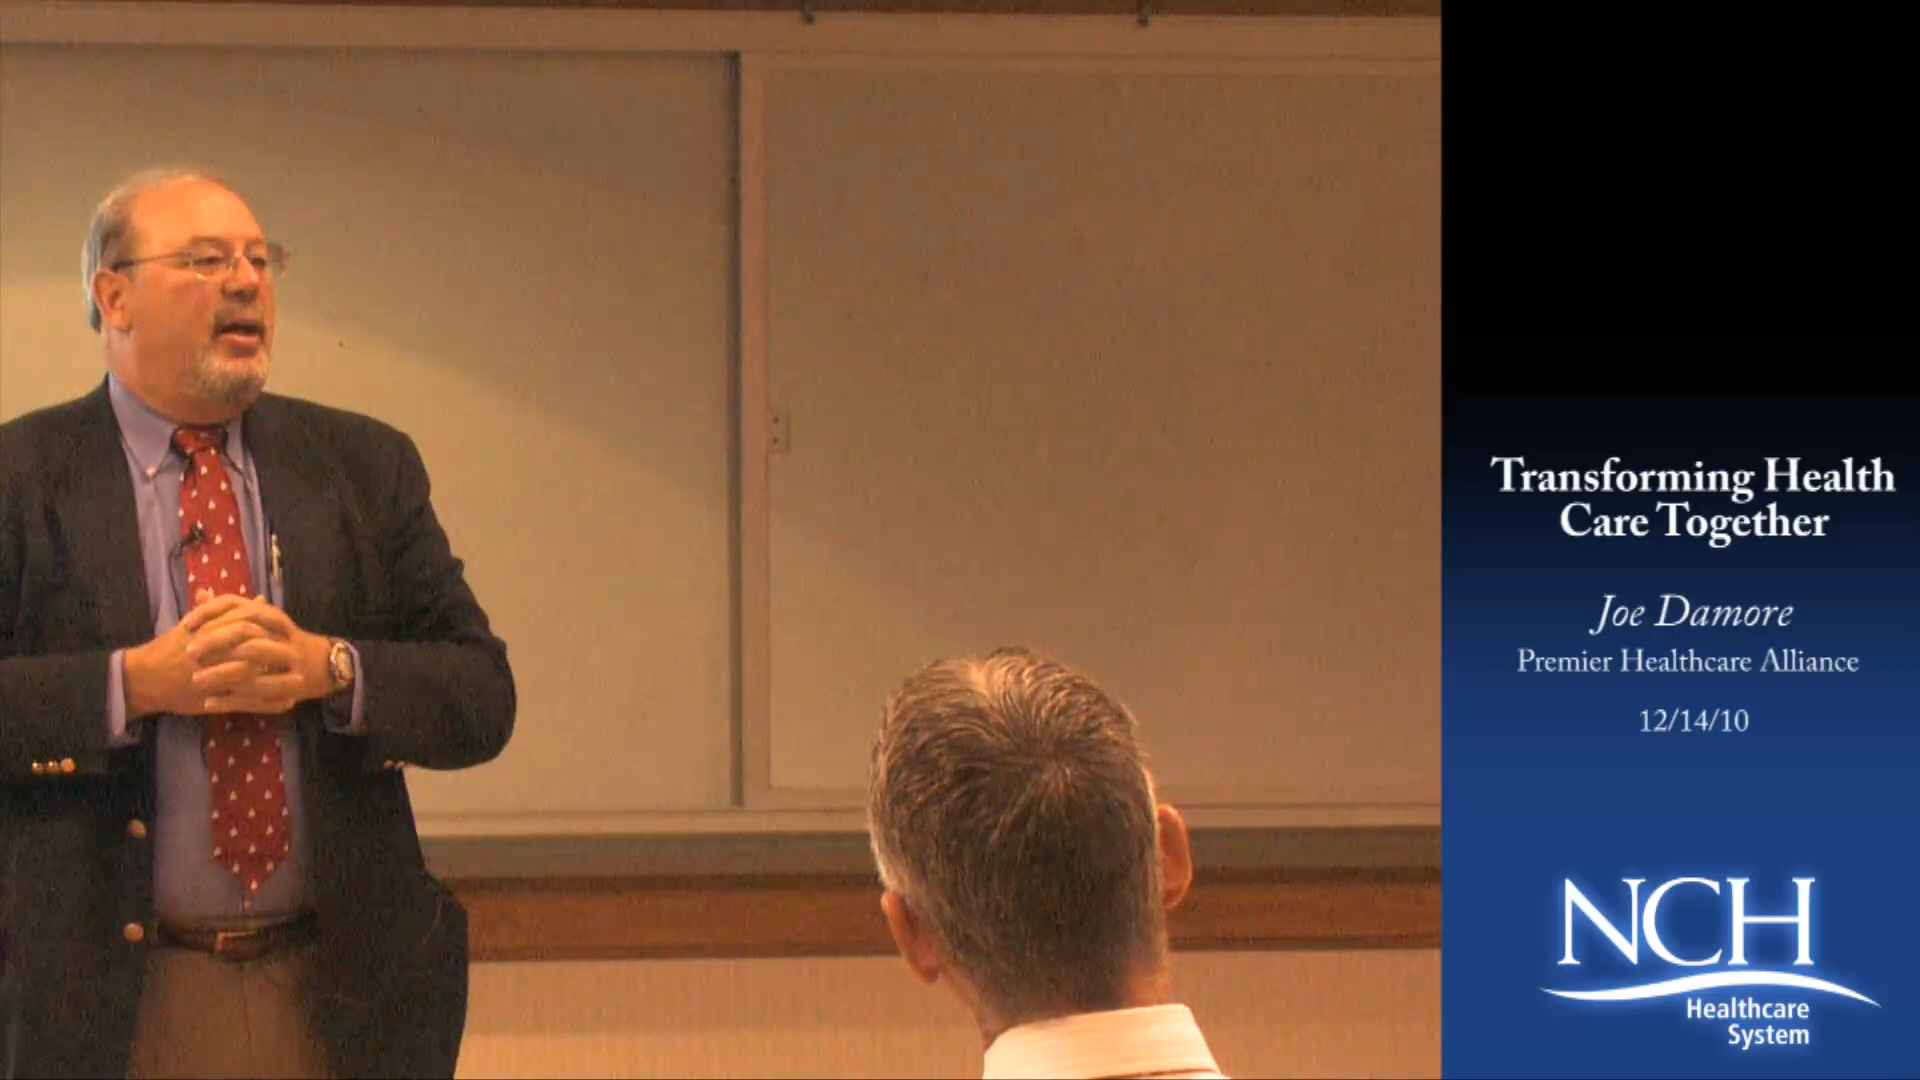 Transforming Health
Care Together
Joe Damore
Premier Healthcare Alliance
12/14/10
NCH
Healthcare
System